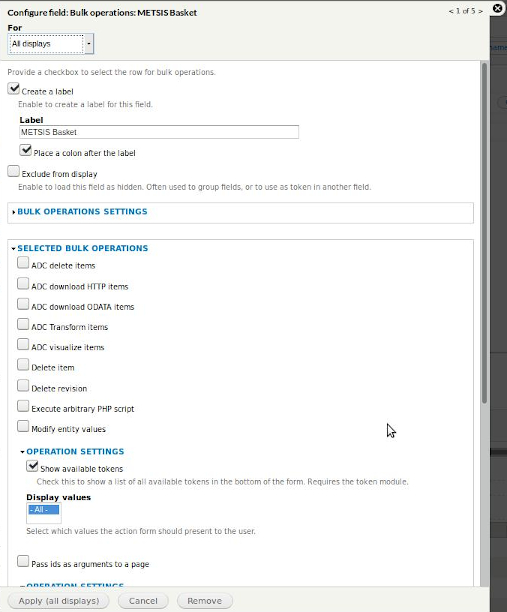 Configure field: Bulk operations: METSIS Basket
< 1 of 5 >
For
All displays
Provide a checkbox to select the row for bulk operations.
Create a label
Enable to create a label for this field.
Label
METSIS Basket
Place a colon after the label
Exclude from display
Enable to load this field as hidden. Often used to group fields, or to use as token in another field.
BULK OPERATIONS SETTINGS
SELECTED BULK OPERATIONS
ADC delete items
ADC download HTTP items
ADC download ODATA items
ADC Transform items
ADC visualize items
Delete item
Delete revision
Execute arbitrary PHP script
Modify entity values
OPERATION SETTINGS
Show available tokens
Check this to show a list of all available tokens in the bottom of the form. Requires the token module.
Display values
- All -
Select which values the action form should present to the user.
Pass ids as arguments to a page
OPERATION SETTINGS
Apply (all displays)
Cancel
Remove